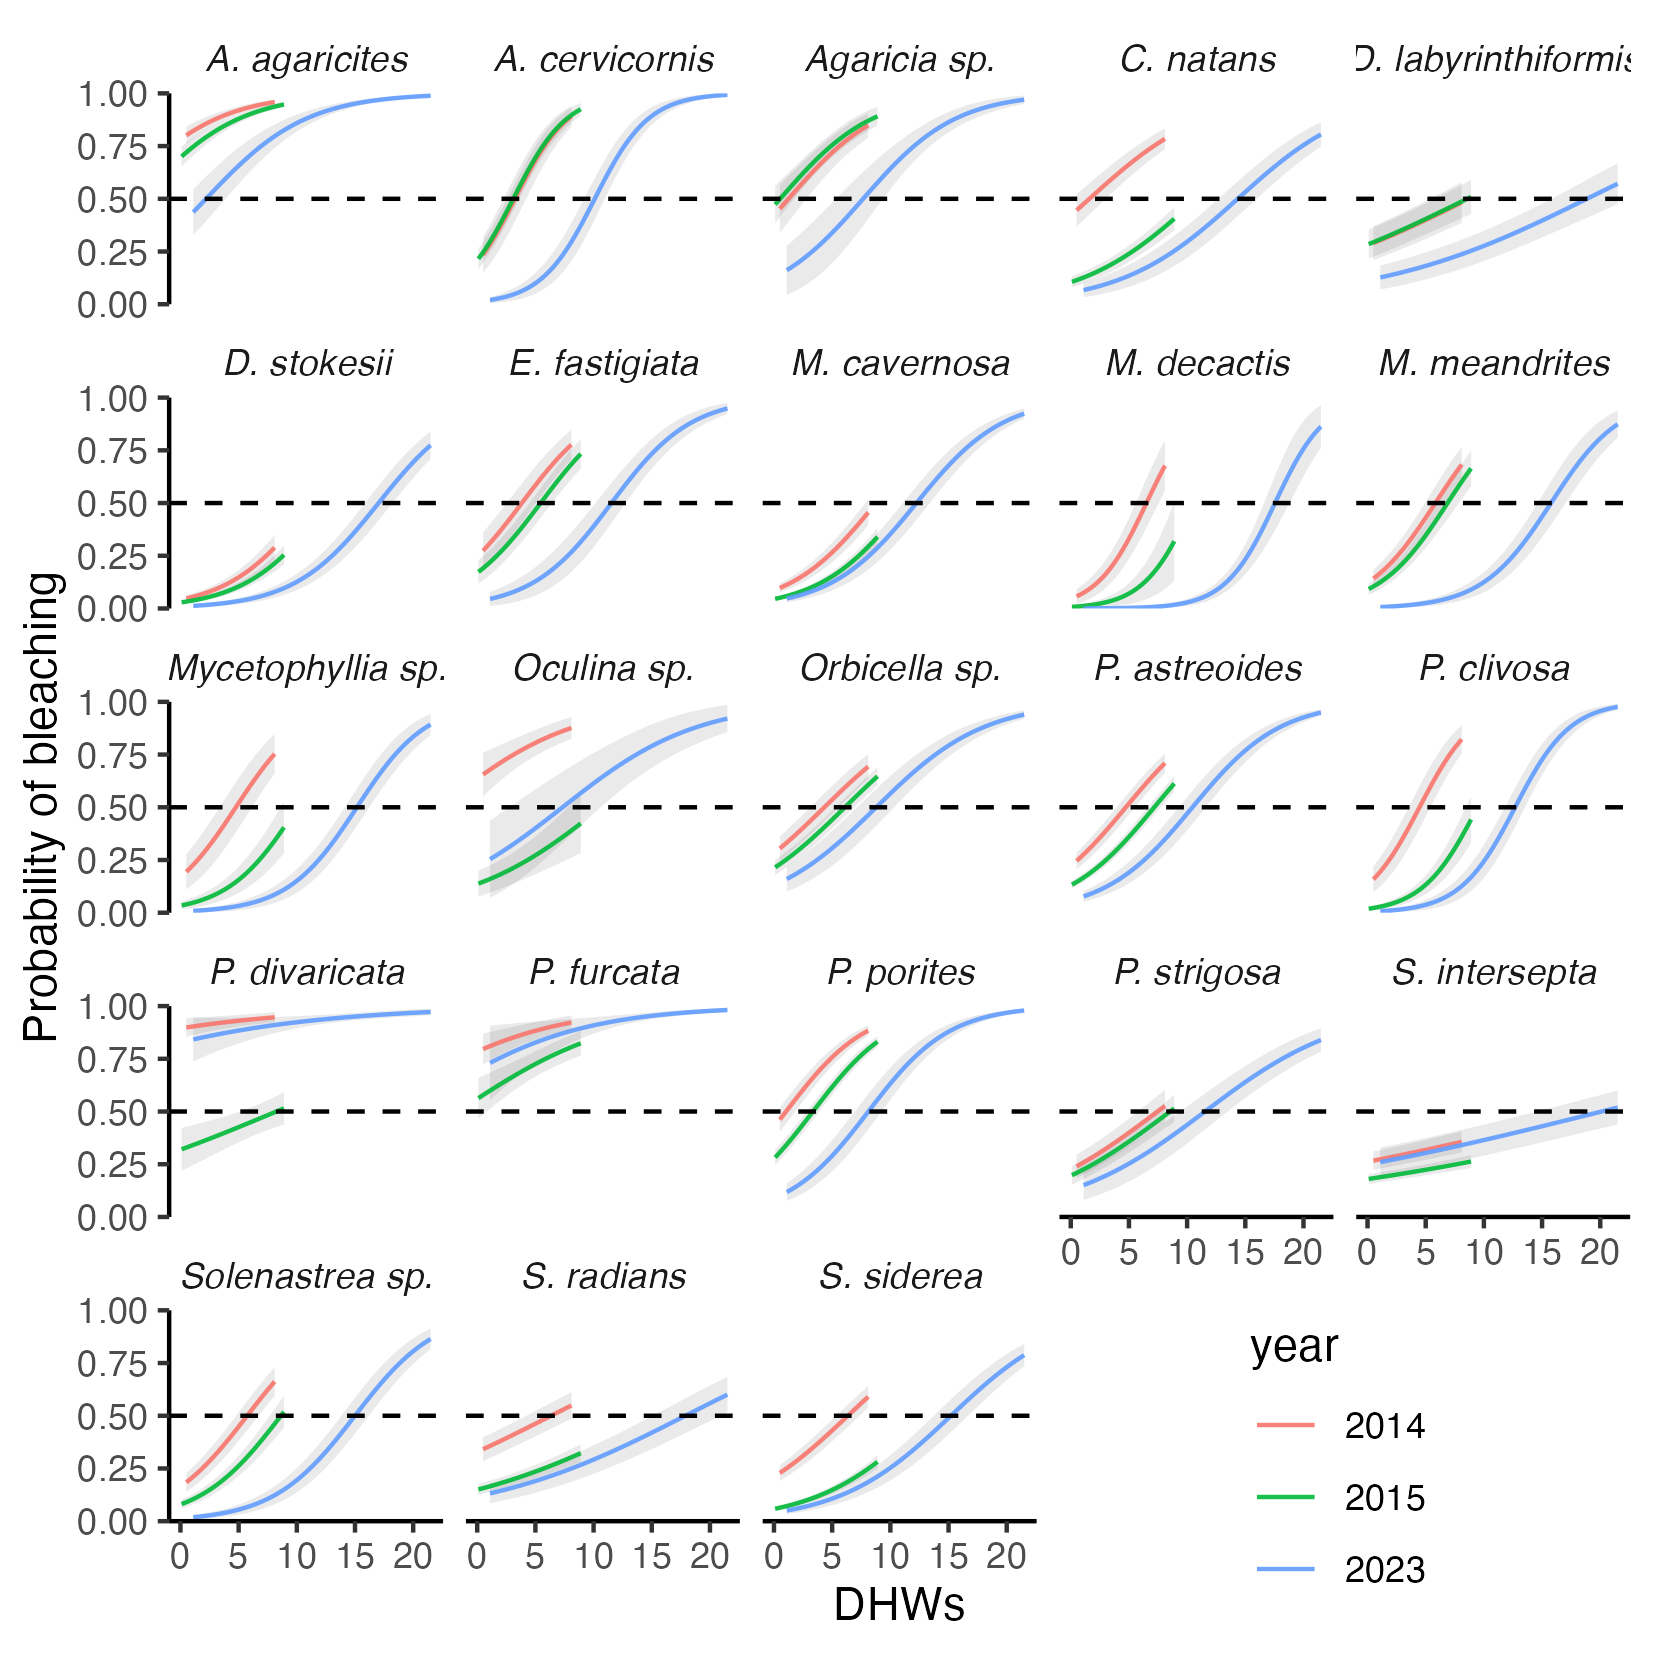 A. agaricites A. cervicornis Agaricia sp. C. natans D. labyrinthiformis
1.00
0.75
0.50
0.25
0.00
D. stokesii E. fastigiata M. cavernosa M. decactis M. meandrites
1.00
0.75
0.50
0.25
0.00
Probability of bleaching
Mycetophyllia sp. Oculina sp. Orbicella sp. P. astreoides P. clivosa
1.00
0.75
0.50
0.25
0.00
P. divaricata P. furcata P. porites P. strigosa S. intersepta
1.00
0.75
0.50
0.25
0.00
0 5 10 15 20 0 5 10 15 20
Solenastrea sp. S. radians S. siderea
1.00
0.75
0.50
0.25
0.00
0 5 10 15 20 0 5 10 15 20 0 5 10 15 20
DHWs
year
2014
2015
2023